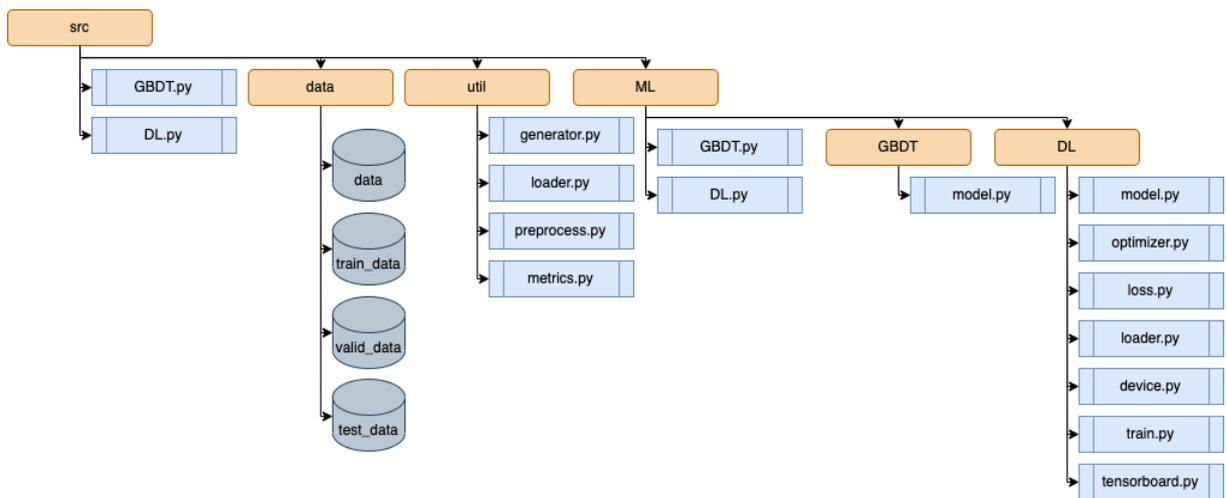 src
GBDT.py
DL.py
data
data
train_data
valid_data
test_data
util
generator.py
loader.py
preprocess.py
metrics.py
ML
GBDT.py
DL.py
GBDT
model.py
DL
model.py
optimizer.py
loss.py
loader.py
device.py
train.py
tensorboard.py